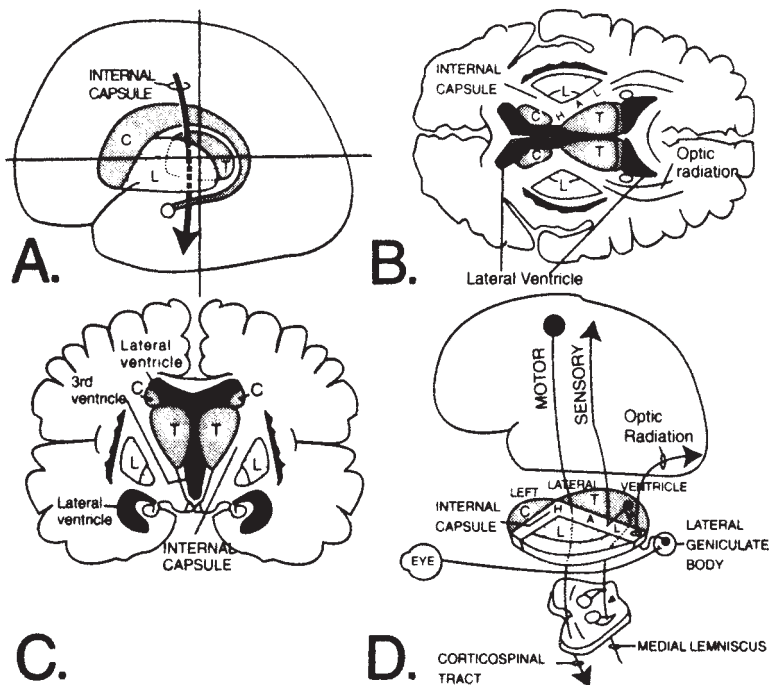 INTERNAL
CAPSULE
C
T
L
A.
INTERNAL
CAPSULE
L
H A L
C T
C T
L
Optic
radiation
B.
Lateral Ventricle
Lateral
ventricle
3rd
ventricle
C C
T T
L L
Lateral
ventricle
INTERNAL
CAPSULE
C.
MOTOR
SENSORY
Optic
Radiation
LEFT LATERAL VENTRICLE
C H T
A L
L
INTERNAL
CAPSULE
EYE
LATERAL
GENICULATE
BODY
MEDIAL LEMNISCUS
CORTICOSPINAL
TRACT
D.